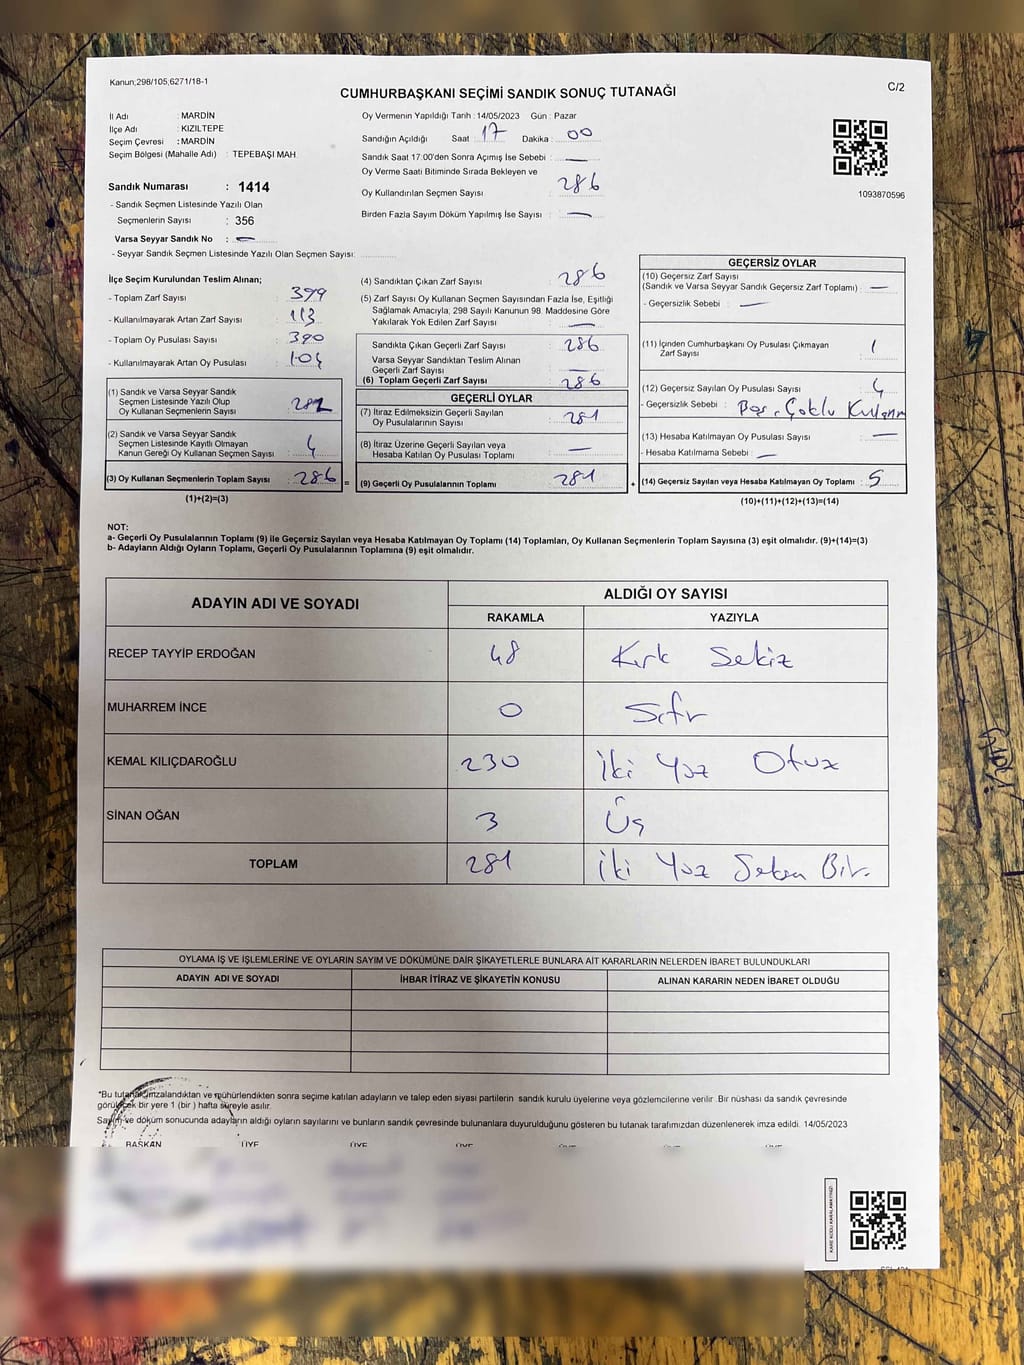 Kanun;298/105,6271/18-1
C/2
CUMHURBAŞKANI SEÇİMİ SANDIK SONUÇ TUTANAĞI
İl Adı : MARDİN
İlçe Adı : KIZILTEPE
Seçim Çevresi : MARDİN
Seçim Bölgesi (Mahalle Adı) : TEPEBAŞI MAH
Sandık Numarası : 1414
- Sandık Seçmen Listesinde Yazılı Olan
Seçmenlerin Sayısı : 356
Varsa Seyyar Sandık No : —
- Seyyar Sandık Seçmen Listesinde Yazılı Olan Seçmen Sayısı:
Oy Vermenin Yapıldığı Tarih : 14/05/2023 Gün : Pazar
Sandığın Açıldığı Saat : 17 Dakika : 00
Sandık Saat 17.00'den Sonra Açımış İse Sebebi : —
Oy Verme Saati Bitiminde Sırada Bekleyen ve
Oy Kullandırılan Seçmen Sayısı : 286
Birden Fazla Sayım Döküm Yapılmış İse Sayısı : —
1093870596
İlçe Seçim Kurulundan Teslim Alınan;
- Toplam Zarf Sayısı : 399
- Kullanılmayarak Artan Zarf Sayısı : 113
- Toplam Oy Pusulası Sayısı : 390
- Kullanılmayarak Artan Oy Pusulası : 104
(1) Sandık ve Varsa Seyyar Sandık
Seçmen Listesinde Yazılı Olup
Oy Kullanan Seçmenlerin Sayısı : 282
(2) Sandık ve Varsa Seyyar Sandık
Seçmen Listesinde Kayıtlı Olmayan
Kanun Gereği Oy Kullanan Seçmen Sayısı : 4
(3) Oy Kullanan Seçmenlerin Toplam Sayısı : 286 =
(1)+(2)=(3)
(4) Sandıktan Çıkan Zarf Sayısı : 286
(5) Zarf Sayısı Oy Kullanan Seçmen Sayısından Fazla İse, Eşitliği
Sağlamak Amacıyla, 298 Sayılı Kanunun 98. Maddesine Göre
Yakılarak Yok Edilen Zarf Sayısı : —
Sandıkta Çıkan Geçerli Zarf Sayısı : 286
Varsa Seyyar Sandıktan Teslim Alınan
Geçerli Zarf Sayısı : —
(6) Toplam Geçerli Zarf Sayısı : 286
GEÇERLİ OYLAR
(7) İtiraz Edilmeksizin Geçerli Sayılan
Oy Pusulalarının Sayısı : 281
(8) İtiraz Üzerine Geçerli Sayılan veya
Hesaba Katılan Oy Pusulası Toplamı : —
(9) Geçerli Oy Pusulalarının Toplamı : 281 +
GEÇERSİZ OYLAR
(10) Geçersiz Zarf Sayısı
(Sandık ve Varsa Seyyar Sandık Geçersiz Zarf Toplamı) : —
- Geçersizlik Sebebi : —
(11) İçinden Cumhurbaşkanı Oy Pusulası Çıkmayan
Zarf Sayısı : 1
(12) Geçersiz Sayılan Oy Pusulası Sayısı : 4
- Geçersizlik Sebebi : Boş, Çoklu Kullanım
(13) Hesaba Katılmayan Oy Pusulası Sayısı : —
- Hesaba Katılmama Sebebi : —
(14) Geçersiz Sayılan veya Hesaba Katılmayan Oy Toplamı : 5
(10)+(11)+(12)+(13)=(14)
NOT:
a- Geçerli Oy Pusulalarının Toplamı (9) ile Geçersiz Sayılan veya Hesaba Katılmayan Oy Toplamı (14) Toplamları, Oy Kullanan Seçmenlerin Toplam Sayısına (3) eşit olmalıdır. (9)+(14)=(3)
b- Adayların Aldığı Oyların Toplamı, Geçerli Oy Pusulalarının Toplamına (9) eşit olmalıdır.
ADAYIN ADI VE SOYADI ALDIĞI OY SAYISI
RAKAMLA YAZIYLA
RECEP TAYYİP ERDOĞAN 48 Kırk Sekiz
MUHARREM İNCE 0 Sıfır
KEMAL KILIÇDAROĞLU 230 İki Yüz Otuz
SİNAN OĞAN 3 Üç
TOPLAM 281 İki Yüz Seksen Bir.
OYLAMA İŞ VE İŞLEMLERİNE VE OYLARIN SAYIM VE DÖKÜMÜNE DAİR ŞİKAYETLERLE BUNLARA AİT KARARLARIN NELERDEN İBARET BULUNDUKLARI
ADAYIN ADI VE SOYADI İHBAR İTİRAZ VE ŞİKAYETİN KONUSU ALINAN KARARIN NEDEN İBARET OLDUĞU
*Bu tutanak imzalandıktan ve mühürlendikten sonra seçime katılan adayların ve talep eden siyasi partilerin sandık kurulu üyelerine veya gözlemcilerine verilir .Bir nüshası da sandık çevresinde
görülecek bir yere 1 (bir ) hafta süreyle asılır.
Sayım ve döküm sonucunda adayların aldığı oyların sayılarını ve bunların sandık çevresinde bulunanlara duyurulduğunu gösteren bu tutanak tarafımızdan düzenlenerek imza edildi. 14/05/2023
BAŞKAN ÜYE ÜYE ÜYE